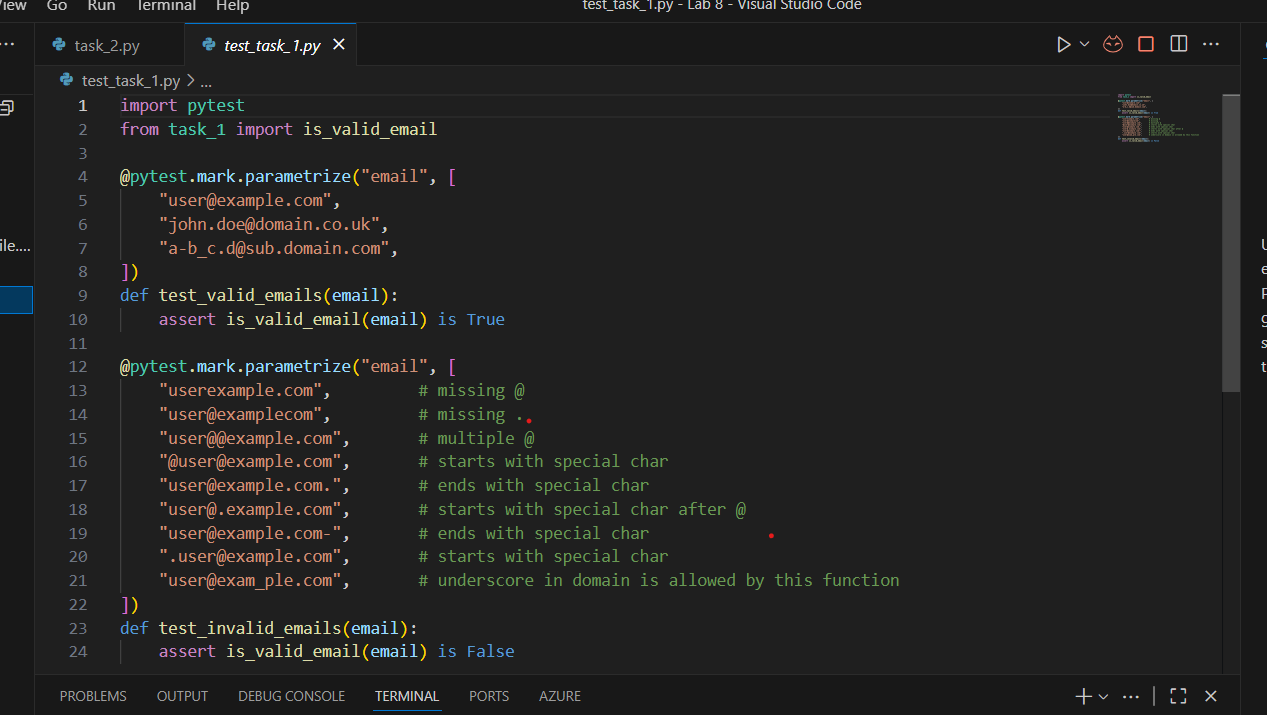 View Go Run Terminal Help test_task_1.py - Lab 8 - Visual Studio Code
... task_2.py test_task_1.py ...
test_task_1.py > ...
1 import pytest
2 from task_1 import is_valid_email
3
4 @pytest.mark.parametrize("email", [
5     "user@example.com",
6     "john.doe@domain.co.uk",
7     "a-b_c.d@sub.domain.com",
8 ])
9 def test_valid_emails(email):
10     assert is_valid_email(email) is True
11
12 @pytest.mark.parametrize("email", [
13     "userexample.com",         # missing @
14     "user@examplecom",         # missing .
15     "user@@example.com",       # multiple @
16     "@user@example.com",       # starts with special char
17     "user@example.com.",       # ends with special char
18     "user@.example.com",       # starts with special char after @
19     "user@example.com-",       # ends with special char
20     ".user@example.com",       # starts with special char
21     "user@exam_ple.com",       # underscore in domain is allowed by this function
22 ])
23 def test_invalid_emails(email):
24     assert is_valid_email(email) is False
ile....
PROBLEMS OUTPUT DEBUG CONSOLE TERMINAL PORTS AZURE